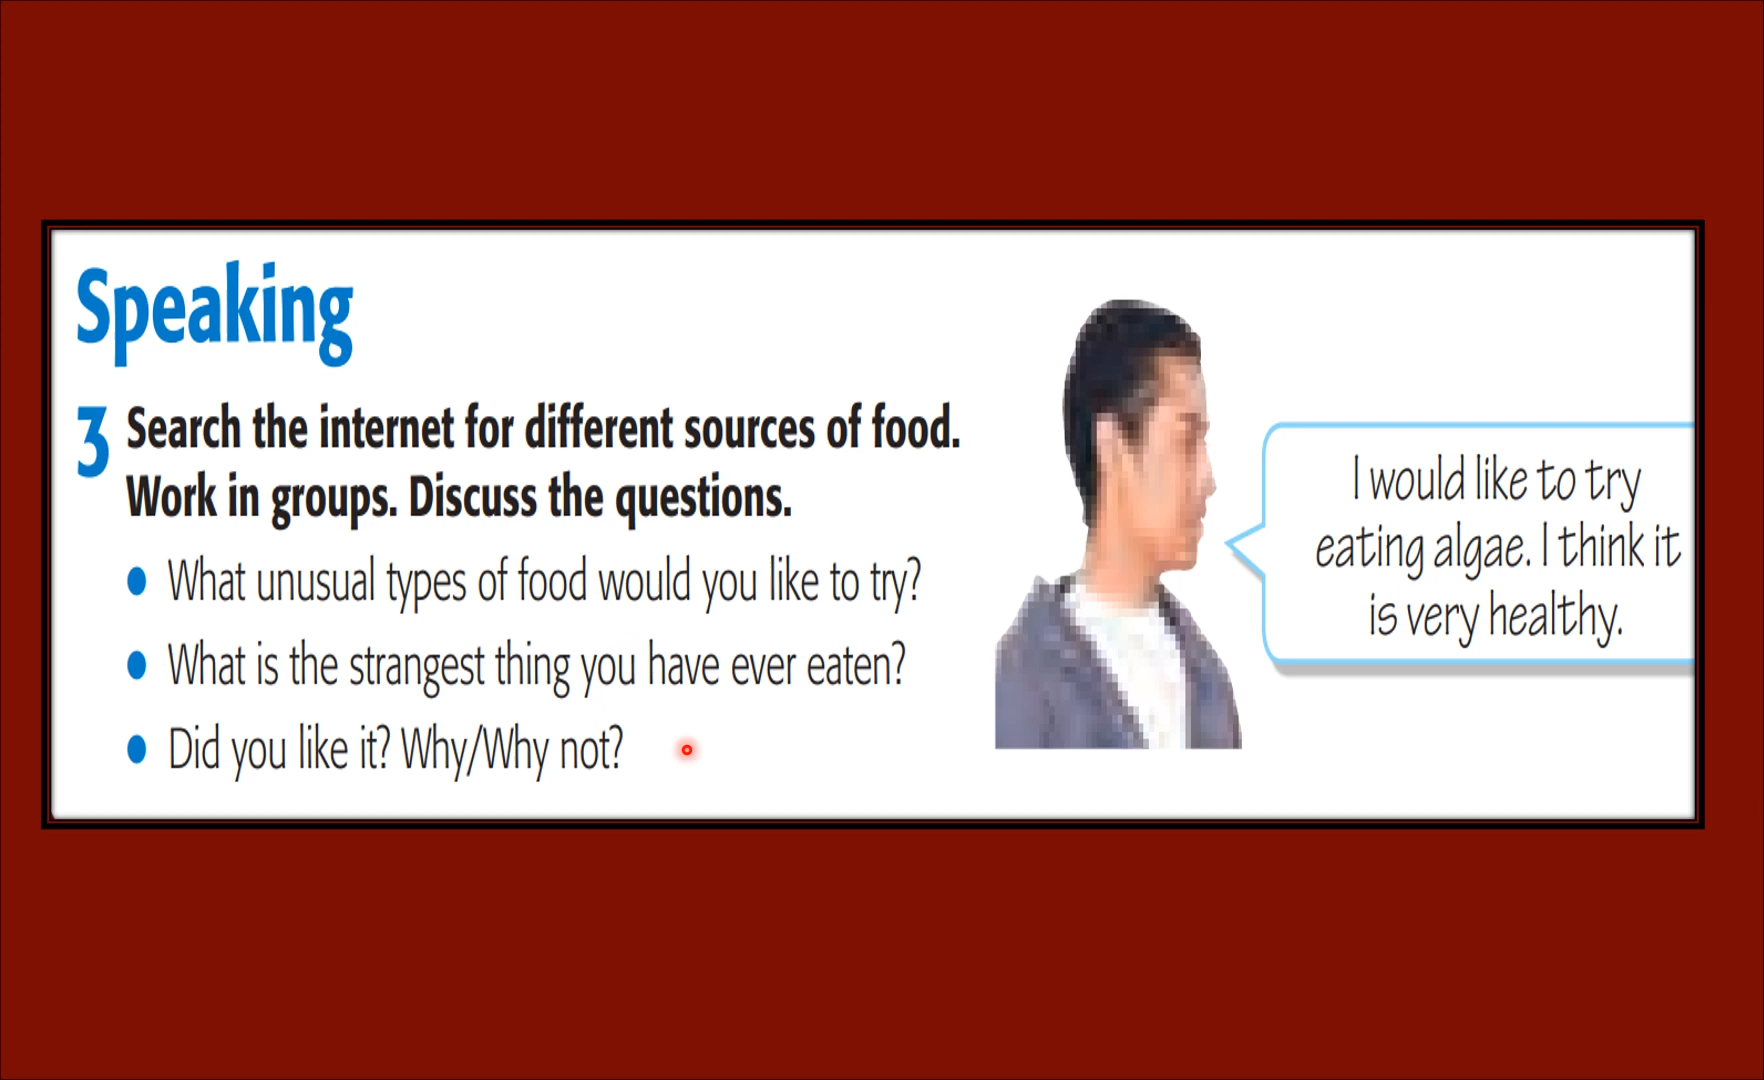 Speaking
3 Search the internet for different sources of food.
Work in groups. Discuss the questions.
• What unusual types of food would you like to try?
• What is the strangest thing you have ever eaten?
• Did you like it? Why/Why not?
I would like to try
eating algae. I think it
is very healthy.